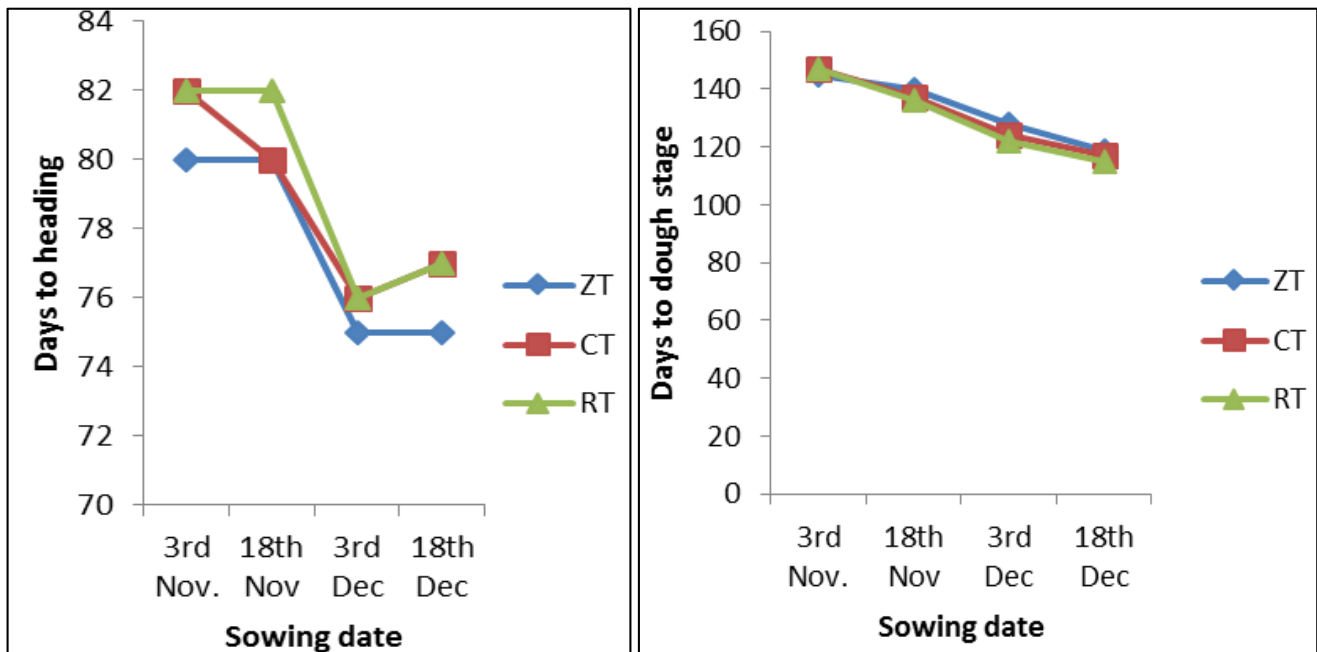 Days to heading
84
82
80
78
76
74
72
70
3rd
Nov.
18th
Nov
3rd
Dec
18th
Dec
Sowing date
ZT
CT
RT
Days to dough stage
160
140
120
100
80
60
40
20
0
3rd
Nov.
18th
Nov
3rd
Dec
18th
Dec
Sowing date
ZT
CT
RT